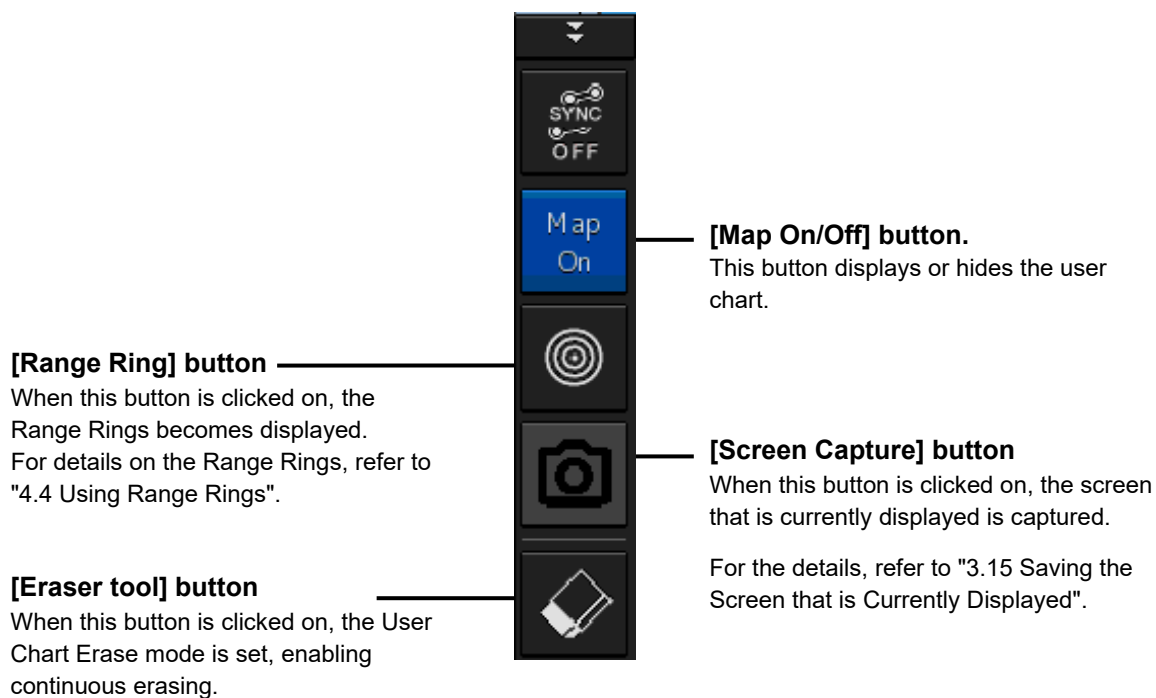 SYNC
OFF
Map
On
[Map On/Off] button.
This button displays or hides the user
chart.
[Range Ring] button
When this button is clicked on, the
Range Rings becomes displayed.
For details on the Range Rings, refer to
"4.4 Using Range Rings".
[Screen Capture] button
When this button is clicked on, the screen
that is currently displayed is captured.
For the details, refer to "3.15 Saving the
Screen that is Currently Displayed".
[Eraser tool] button
When this button is clicked on, the User
Chart Erase mode is set, enabling
continuous erasing.